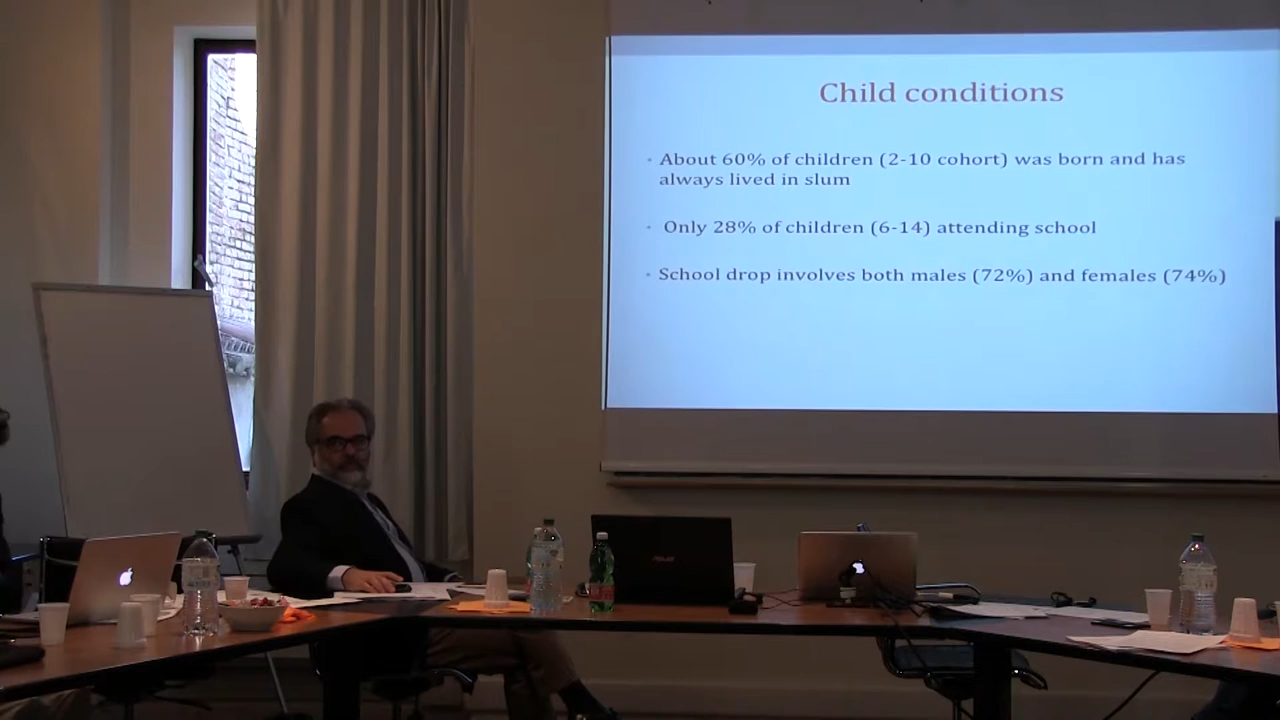 Child conditions
About 60% of children (2-10 cohort) was born and has
always lived in slum
Only 28% of children (6-14) attending school
School drop involves both males (72%) and females (74%)
ASUS